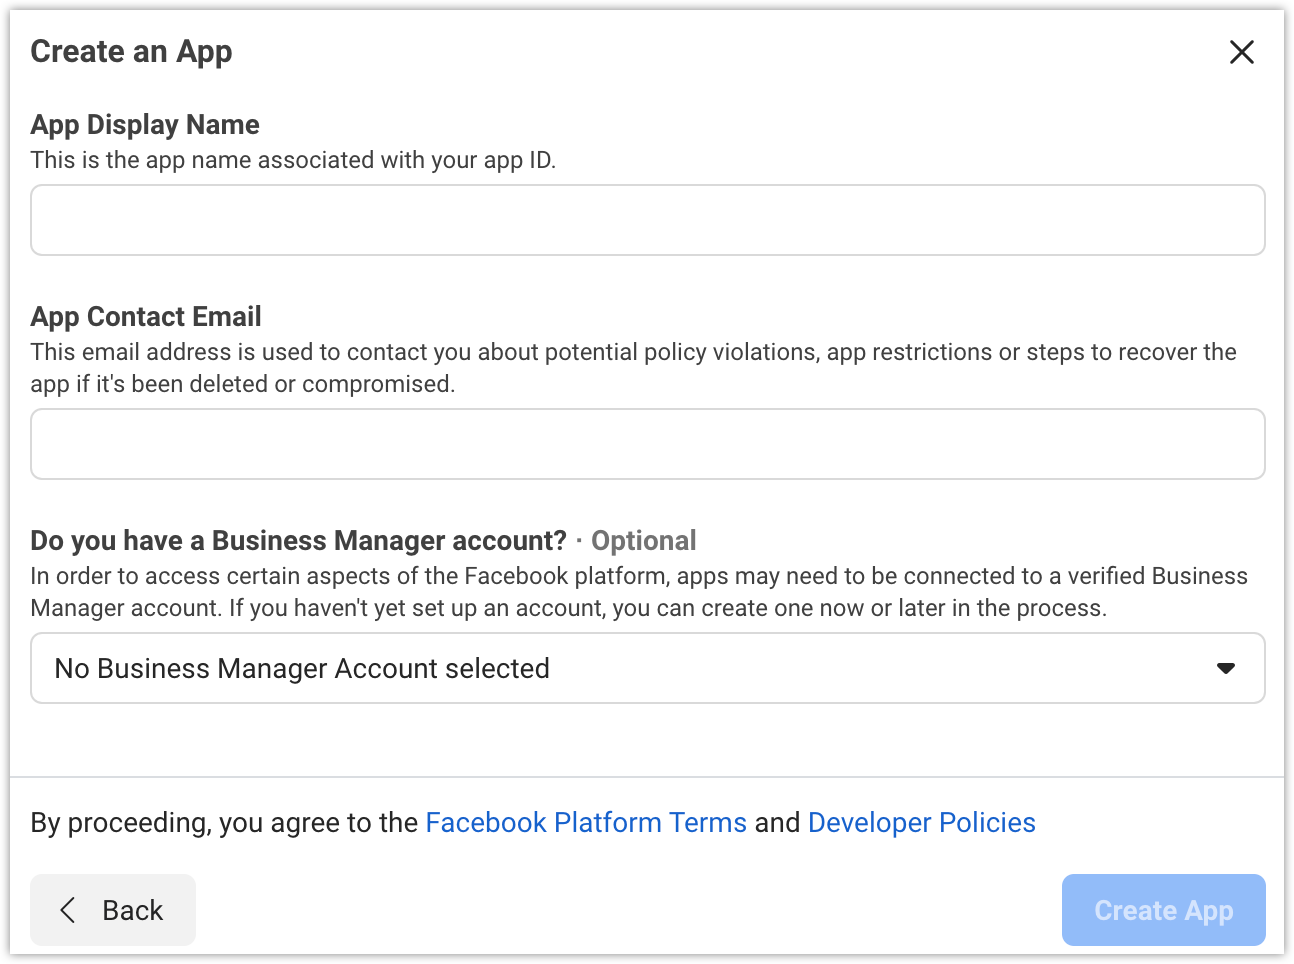 Create an App
App Display Name
This is the app name associated with your app ID.
App Contact Email
This email address is used to contact you about potential policy violations, app restrictions or steps to recover the
app if it's been deleted or compromised.
Do you have a Business Manager account? · Optional
In order to access certain aspects of the Facebook platform, apps may need to be connected to a verified Business
Manager account. If you haven't yet set up an account, you can create one now or later in the process.
No Business Manager Account selected
By proceeding, you agree to the Facebook Platform Terms and Developer Policies
Back
Create App